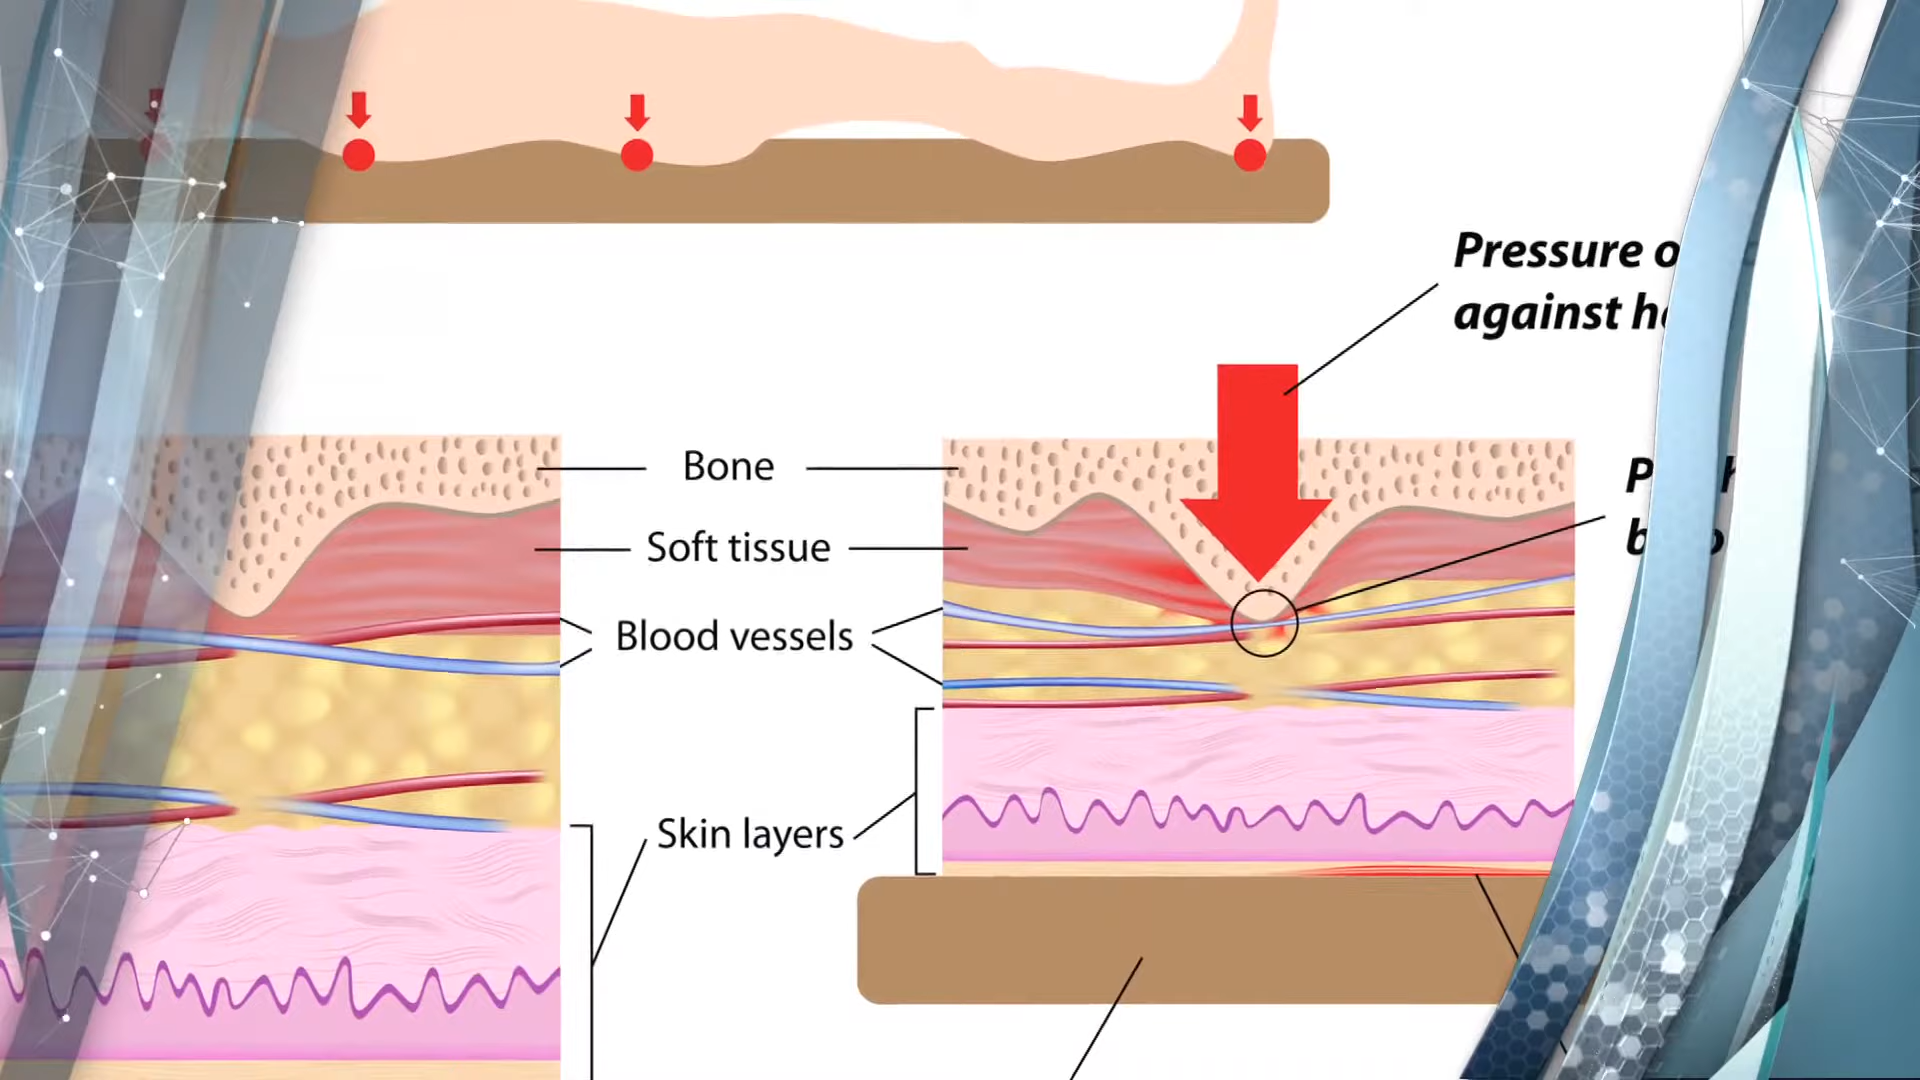 Pressure
against
Bone
Soft tissue
Blood vessels
Skin layers